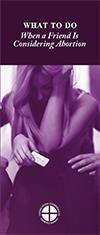 WHAT TO DO
When a Friend Is
Considering Abortion